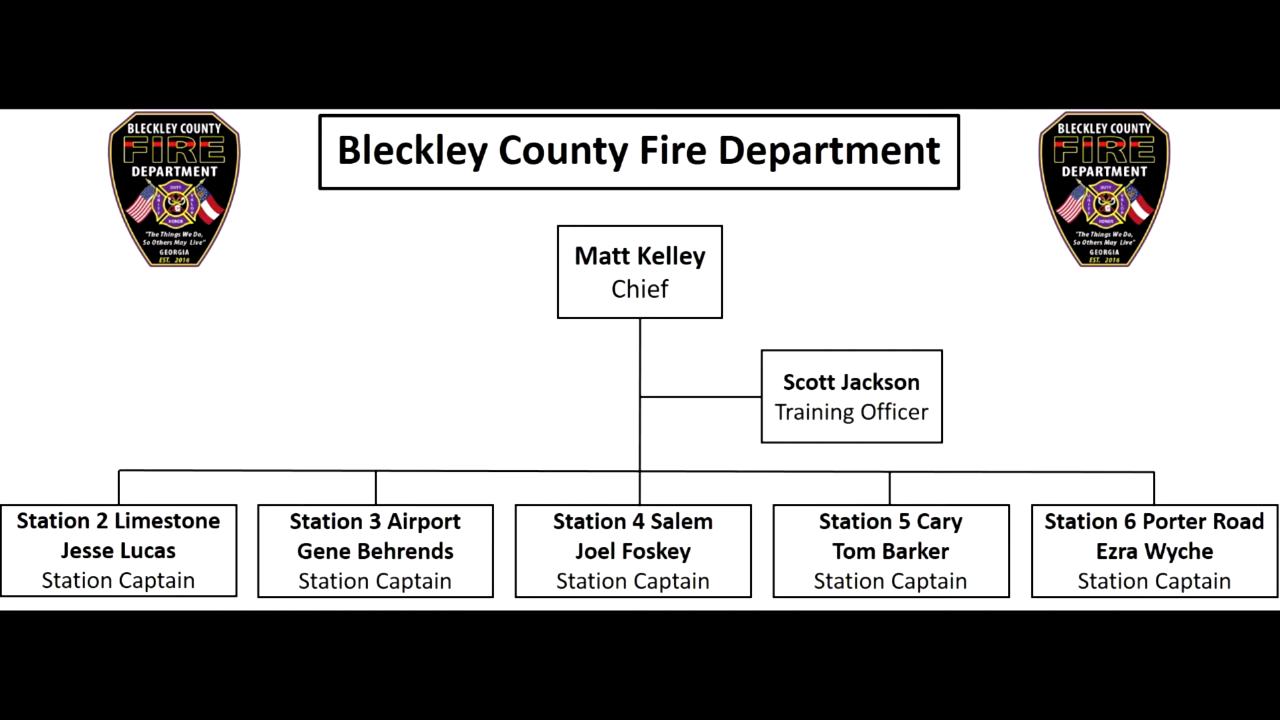 BLECKLEY COUNTY
FIRE
DEPARTMENT
DUTY
HONOR
"The Things We Do,
So Others May Live"
GEORGIA
EST. 2016
Bleckley County Fire Department
BLECKLEY COUNTY
FIRE
DEPARTMENT
DUTY
HONOR
"The Things We Do,
So Others May Live"
GEORGIA
EST. 2016
Matt Kelley
Chief
Scott Jackson
Training Officer
Station 2 Limestone
Jesse Lucas
Station Captain
Station 3 Airport
Gene Behrends
Station Captain
Station 4 Salem
Joel Foskey
Station Captain
Station 5 Cary
Tom Barker
Station Captain
Station 6 Porter Road
Ezra Wyche
Station Captain